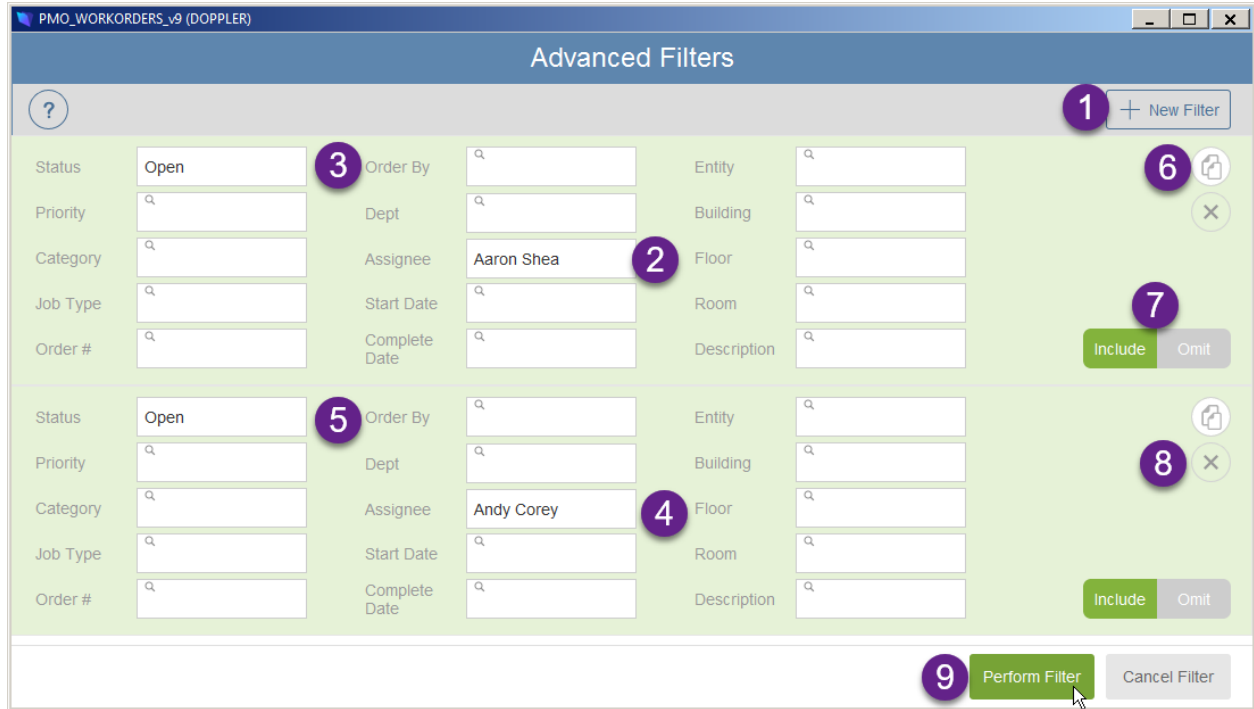 PMO_WORKORDERS_v9 (DOPPLER)
Advanced Filters
? 1 New Filter
Status Open 3 Order By Entity 6
Priority Dept Building
Category Assignee Aaron Shea 2 Floor
Job Type Start Date Room 7
Order # Complete Date Description Include Omit
Status Open 5 Order By Entity
Priority Dept Building 8
Category Assignee Andy Corey 4 Floor
Job Type Start Date Room
Order # Complete Date Description Include Omit
9 Perform Filter Cancel Filter